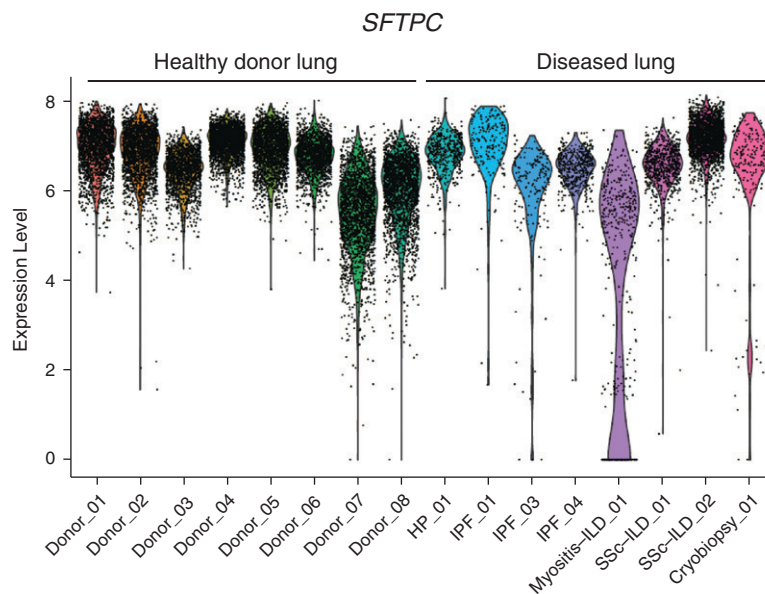 SFTPC
Healthy donor lung
Diseased lung
Expression Level
8
6
4
2
0
Donor_01
Donor_02
Donor_03
Donor_04
Donor_05
Donor_06
Donor_07
Donor_08
HP_01
IPF_01
IPF_03
IPF_04
Myositis–ILD_01
SSc–ILD_01
SSc–ILD_02
Cryobiopsy_01